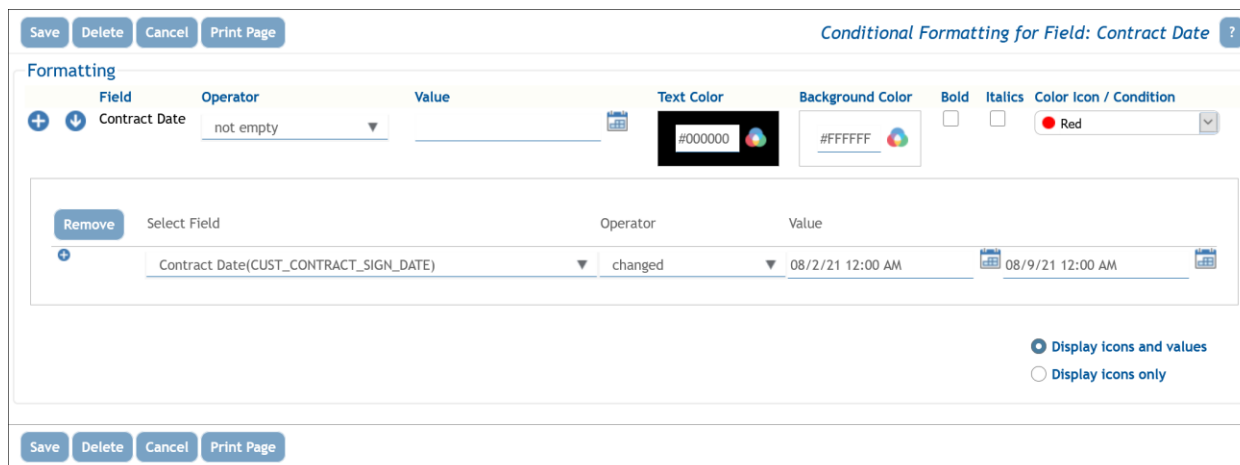 Save Delete Cancel Print Page Conditional Formatting for Field: Contract Date ?
Formatting
Field Operator Value Text Color Background Color Bold Italics Color Icon / Condition
Contract Date not empty #000000 #FFFFFF Red
Remove Select Field Operator Value
Contract Date(CUST_CONTRACT_SIGN_DATE) changed 08/2/21 12:00 AM 08/9/21 12:00 AM
Display icons and values
Display icons only
Save Delete Cancel Print Page